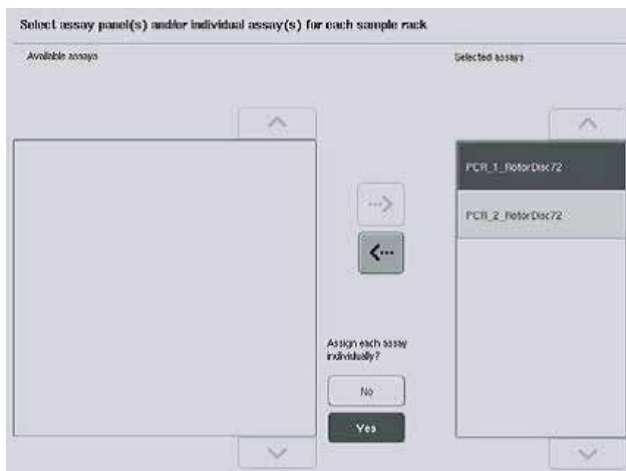 Select assay panel(s) and/or individual assay(s) for each sample rack
Available assays
Selected assays
PCR_1_RotorDisc72
PCR_2_RotorDisc72
Assign each assay
individually?
No
Yes